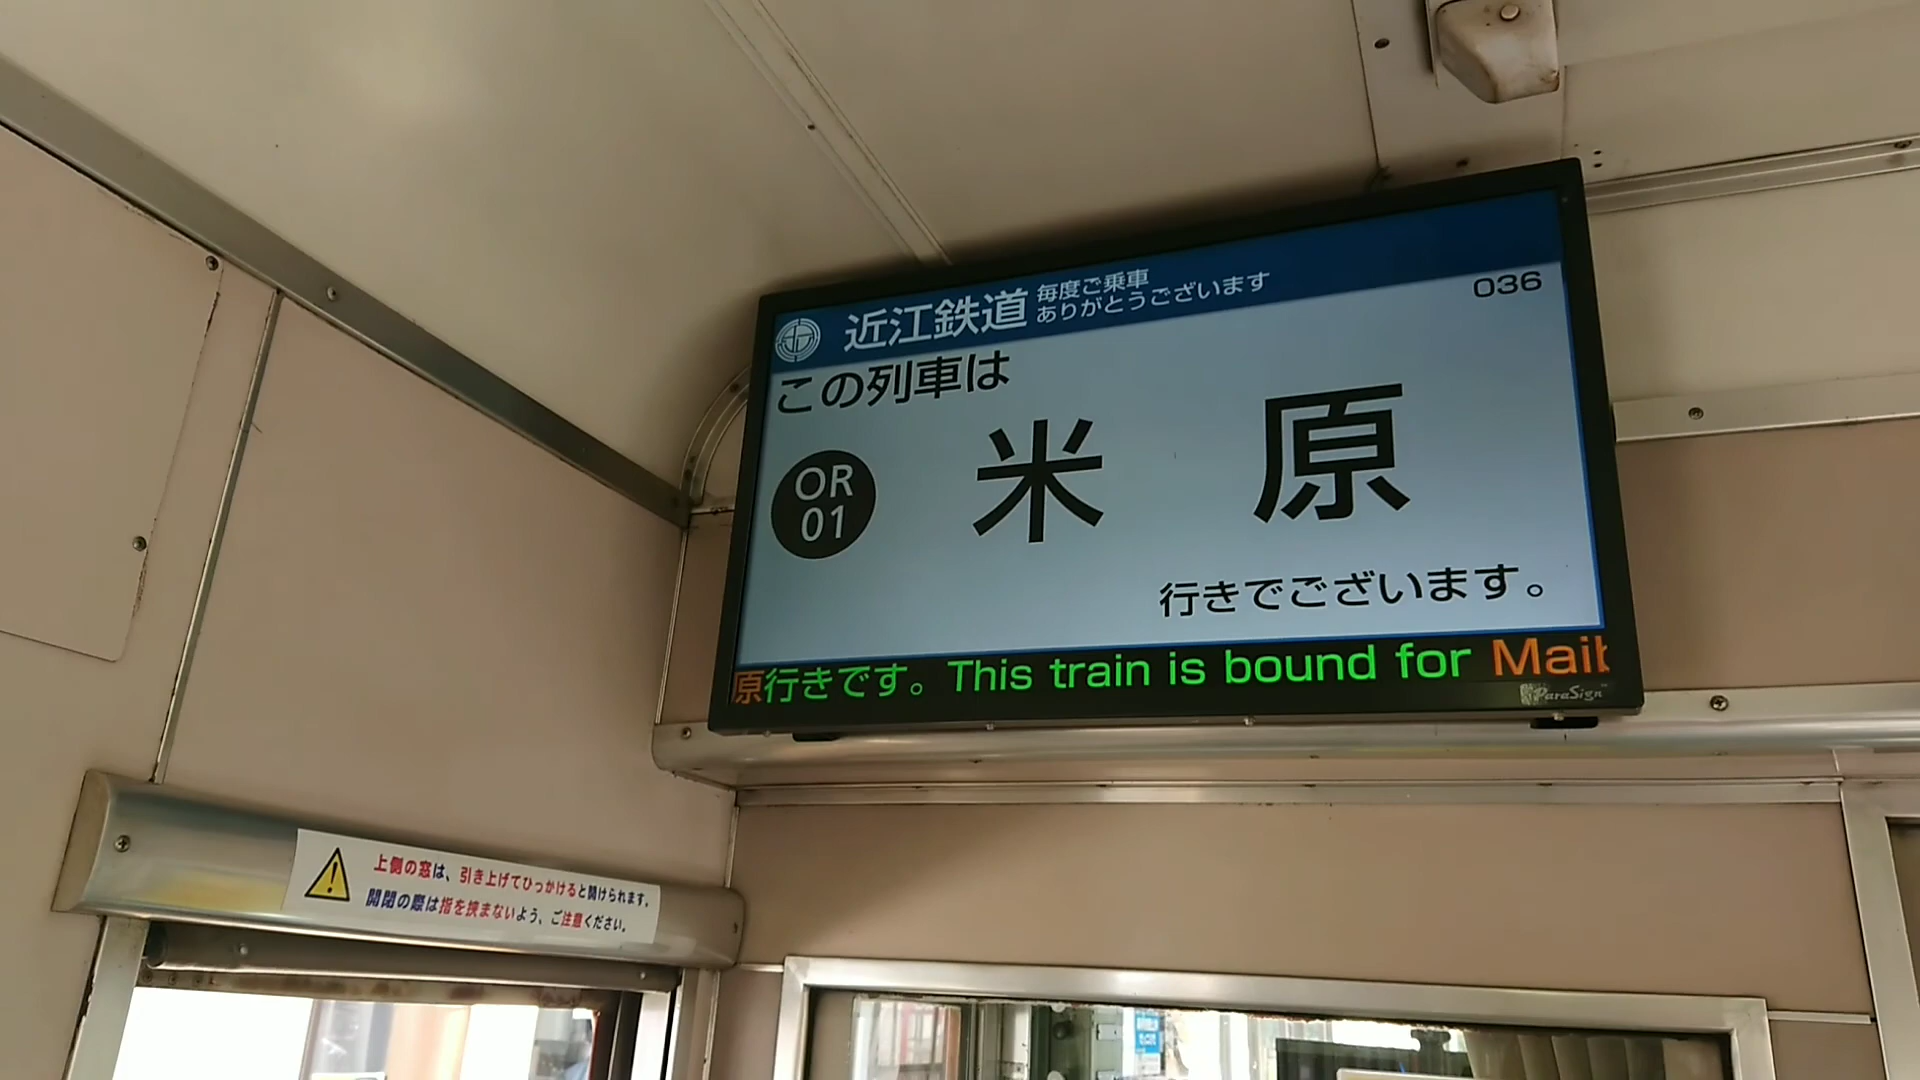 近江鉄道
毎度ご乗車
ありがとうございます
036
この列車は
OR
01
米原
行きでございます。
原行きです。This train is bound for Maib
ParaSign
上側の窓は、引き上げてひっかけると開けられます。
開閉の際は指を挟まないよう、ご注意ください。